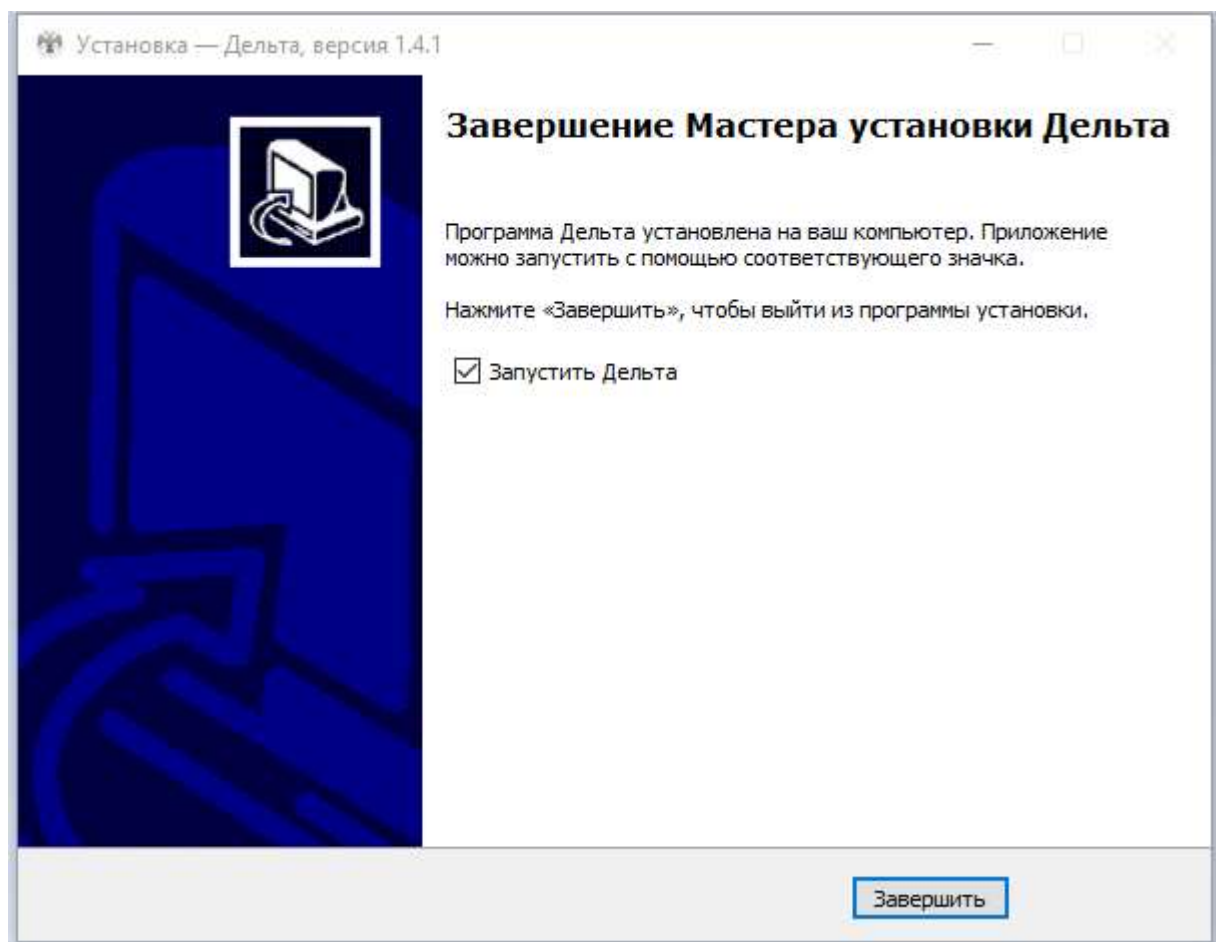 Установка — Дельта, версия 1.4.1
Завершение Мастера установки Дельта
Программа Дельта установлена на ваш компьютер. Приложение
можно запустить с помощью соответствующего значка.
Нажмите «Завершить», чтобы выйти из программы установки.
Запустить Дельта
Завершить